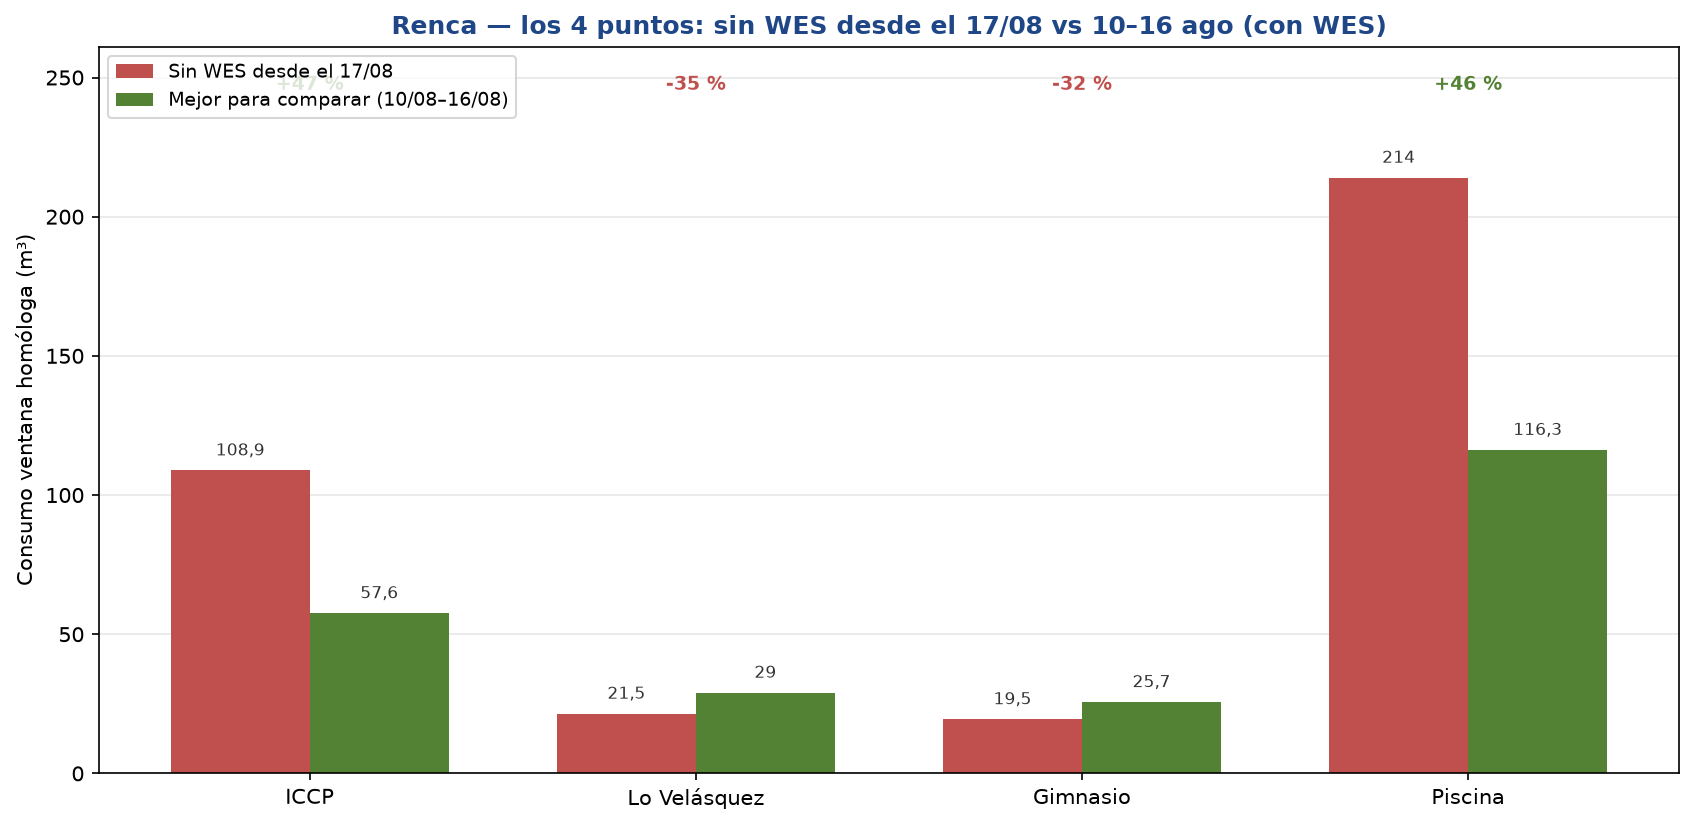 Renca — los 4 puntos: sin WES desde el 17/08 vs 10–16 ago (con WES)
Sin WES desde el 17/08
Mejor para comparar (10/08–16/08)
+47 %
-35 %
-32 %
+46 %
Consumo ventana homóloga (m³)
250
200
150
100
50
0
108,9
57,6
21,5
29
19,5
25,7
214
116,3
ICCP
Lo Velásquez
Gimnasio
Piscina